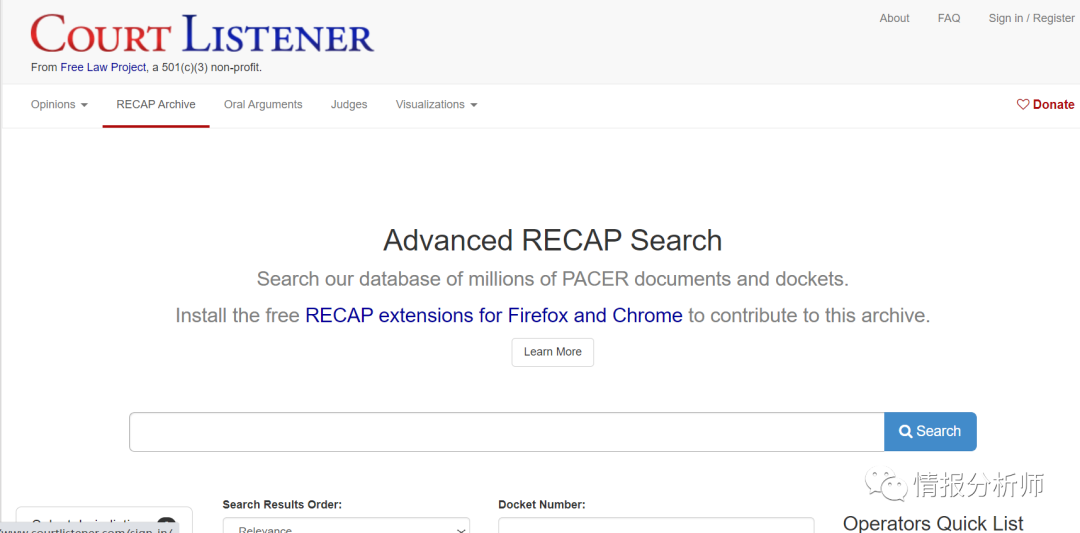 COURT LISTENER
About FAQ Sign in / Register
From Free Law Project, a 501(c)(3) non-profit.
Opinions RECAP Archive Oral Arguments Judges Visualizations Donate
Advanced RECAP Search
Search our database of millions of PACER documents and dockets.
Install the free RECAP extensions for Firefox and Chrome to contribute to this archive.
Learn More
Search
情报分析师
Search Results Order: Docket Number:
Relevance
Operators Quick List
www.courtlistener.com/sign-in/